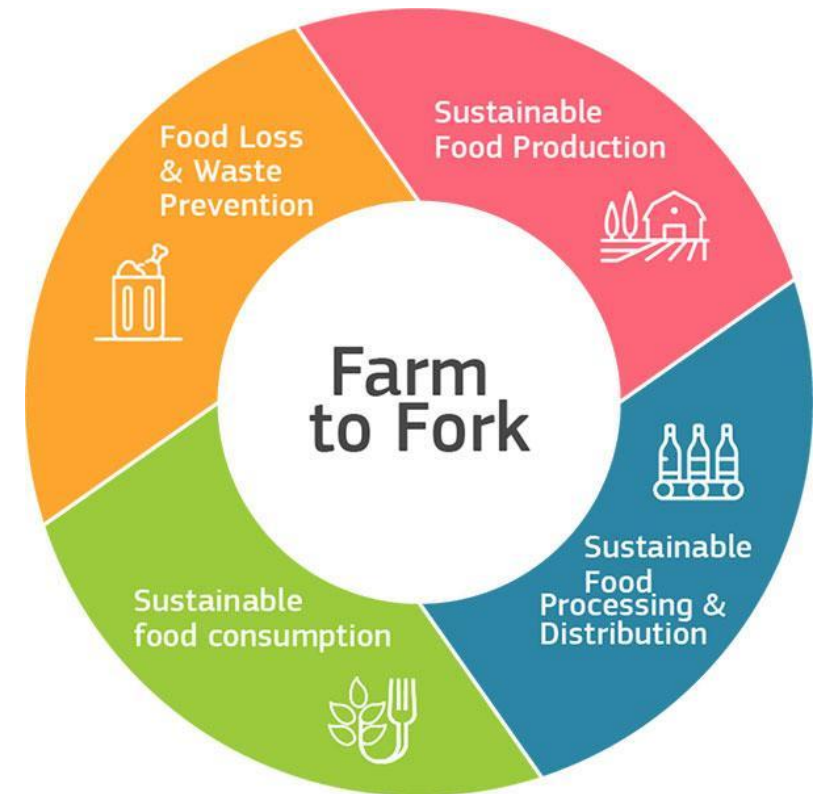 Food Loss
& Waste
Prevention
Sustainable
Food Production
Farm
to Fork
Sustainable
Food
Processing &
Distribution
Sustainable
food consumption